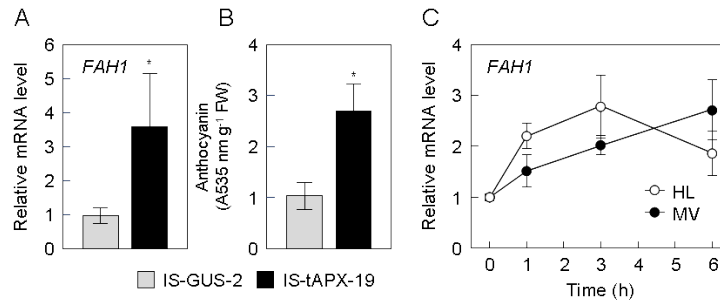 A
Relative mRNA level
6
5
4
3
2
1
0
FAH1
*
B
Anthocyanin
(A535 nm g⁻¹ FW)
4
3
2
1
0
*
IS-GUS-2
IS-tAPX-19
C
Relative mRNA level
4
3
2
1
0
FAH1
HL
MV
0 1 2 3 4 5 6
Time (h)